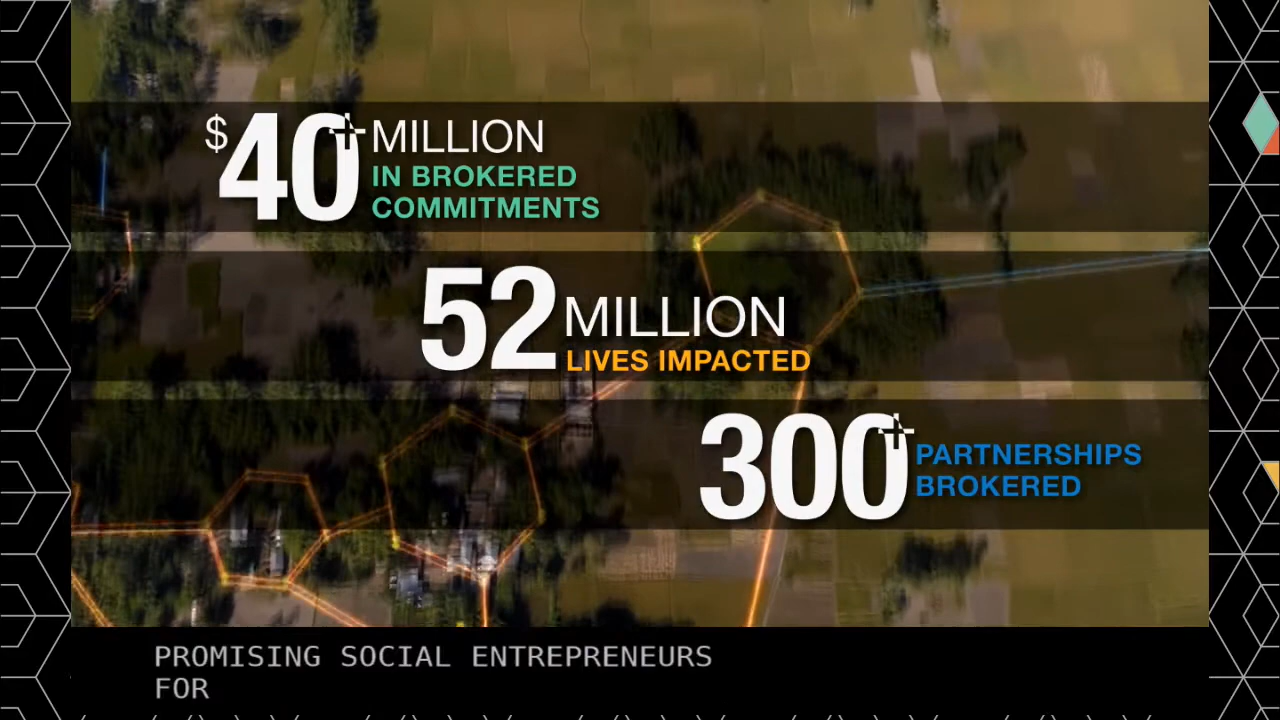 $40+ MILLION
IN BROKERED
COMMITMENTS
52 MILLION
LIVES IMPACTED
300+ PARTNERSHIPS
BROKERED
PROMISING SOCIAL ENTREPRENEURS
FOR